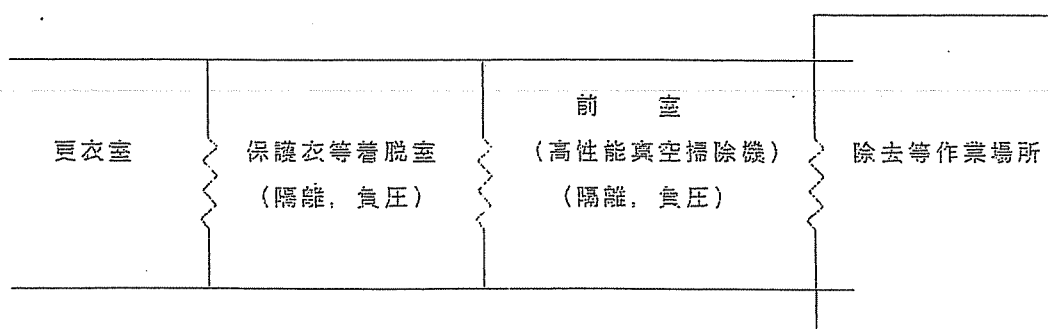 前　　室
更衣室
保護衣等着脱室
（高性能真空掃除機）
除去等作業場所
（隔離，負圧）
（隔離，負圧）